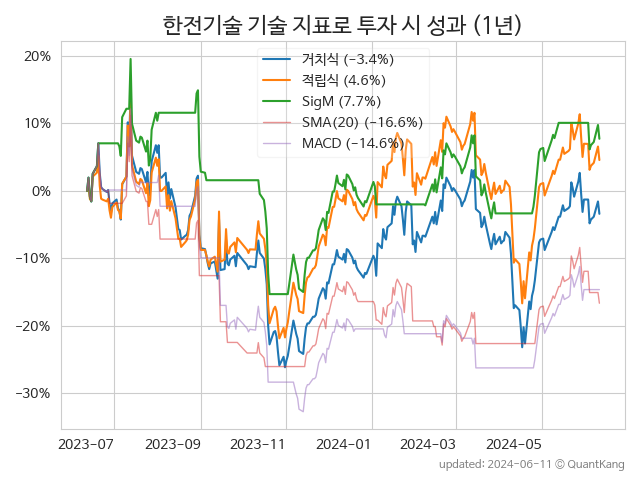 한전기술 기술 지표로 투자 시 성과 (1년)
거치식 (−3.4%)
적립식 (4.6%)
SigM (7.7%)
SMA(20) (−16.6%)
MACD (−14.6%)
20%
10%
0%
−10%
−20%
−30%
2023-07 2023-09 2023-11 2024-01 2024-03 2024-05
updated: 2024-06-11 © QuantKang